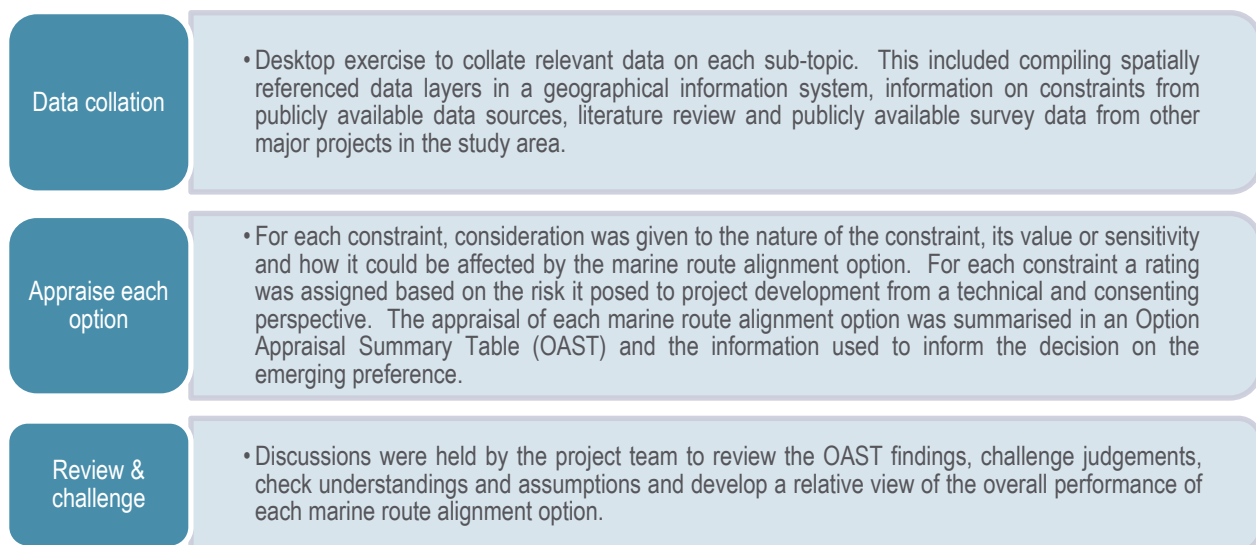 Data collation
• Desktop exercise to collate relevant data on each sub-topic. This included compiling spatially
referenced data layers in a geographical information system, information on constraints from
publicly available data sources, literature review and publicly available survey data from other
major projects in the study area.
Appraise each
option
• For each constraint, consideration was given to the nature of the constraint, its value or sensitivity
and how it could be affected by the marine route alignment option. For each constraint a rating
was assigned based on the risk it posed to project development from a technical and consenting
perspective. The appraisal of each marine route alignment option was summarised in an Option
Appraisal Summary Table (OAST) and the information used to inform the decision on the
emerging preference.
Review &
challenge
• Discussions were held by the project team to review the OAST findings, challenge judgements,
check understandings and assumptions and develop a relative view of the overall performance of
each marine route alignment option.